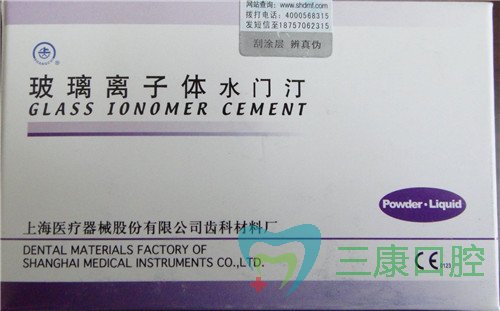 网站查询:www.shdmf.com
拨打电话:4000568315
发短信至18757062315
刮涂层 辨真伪
玻璃离子体水门汀
GLASS IONOMER CEMENT
Powder·Liquid
上海医疗器械股份有限公司齿科材料厂
DENTAL MATERIALS FACTORY OF
SHANGHAI MEDICAL INSTRUMENTS CO.,LTD.
三康口腔
CE 0123